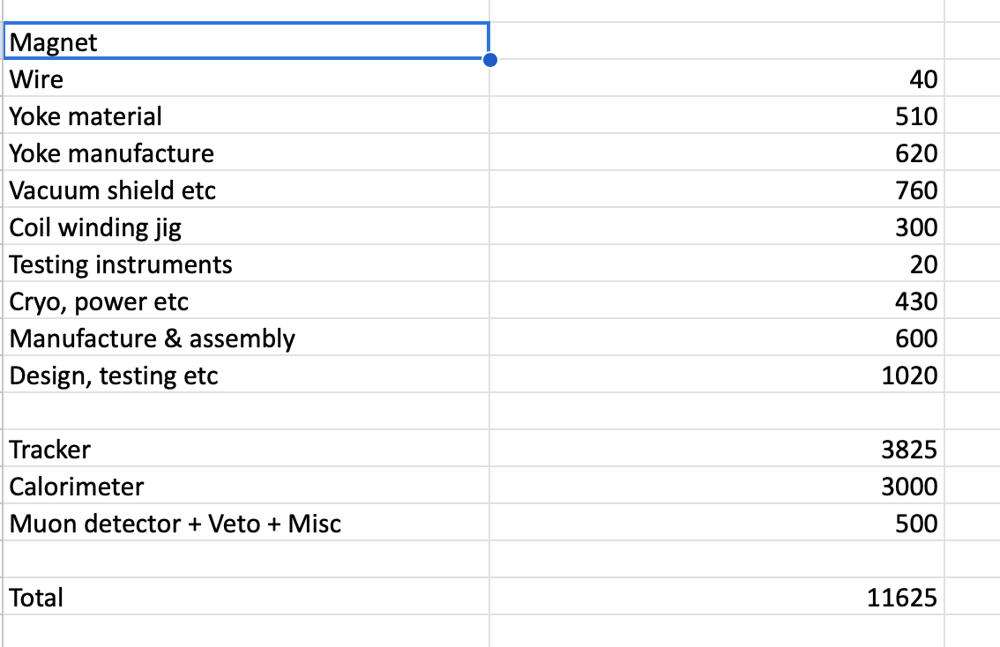 Magnet
Wire 40
Yoke material 510
Yoke manufacture 620
Vacuum shield etc 760
Coil winding jig 300
Testing instruments 20
Cryo, power etc 430
Manufacture & assembly 600
Design, testing etc 1020
Tracker 3825
Calorimeter 3000
Muon detector + Veto + Misc 500
Total 11625